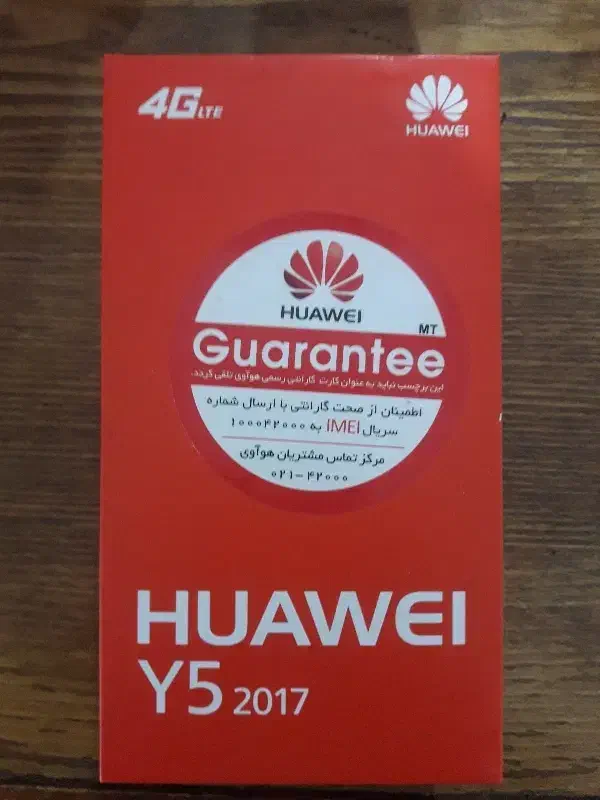 4G LTE
HUAWEI
HUAWEI
MT
Guarantee
این برچسب نباید به عنوان کارت گارانتی رسمی هوآوی تلقی گردد.
اطمینان از صحت گارانتی با ارسال شماره
سریال IMEI به ۱۰۰۰۴۲۰۰۰
مرکز تماس مشتریان هوآوی
۰۲۱-۴۲۰۰۰
HUAWEI
Y5 2017